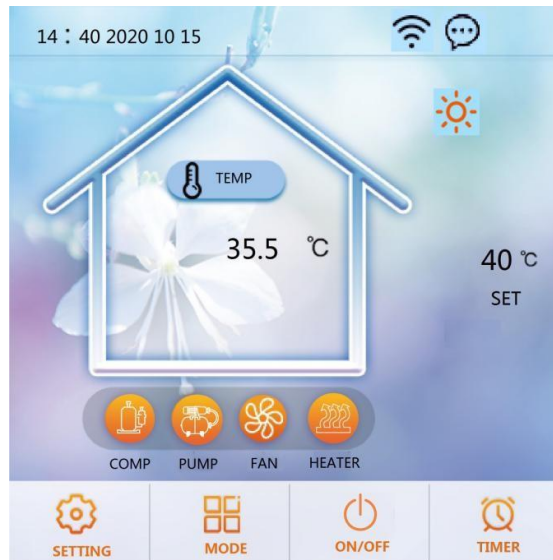 14：40 2020 10 15
TEMP
35.5 ℃
40 ℃
SET
COMP PUMP FAN HEATER
SETTING MODE ON/OFF TIMER